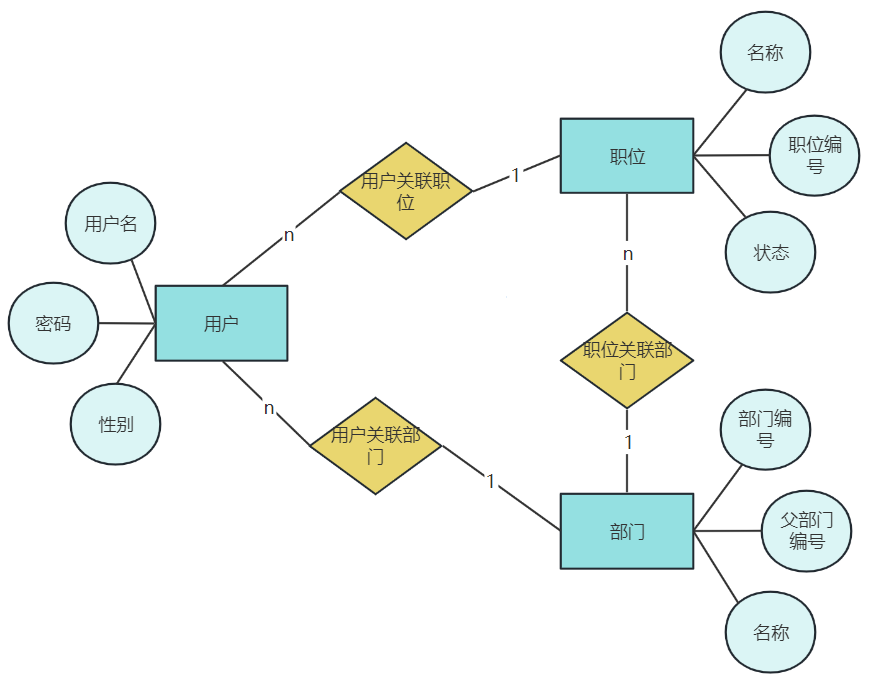 名称
职位编
号
职位
用户关联职
位
1
用户名
n
状态
n
密码
用户
职位关联部
门
n
性别
用户关联部
门
部门编
号
1
1
父部门
编号
部门
名称